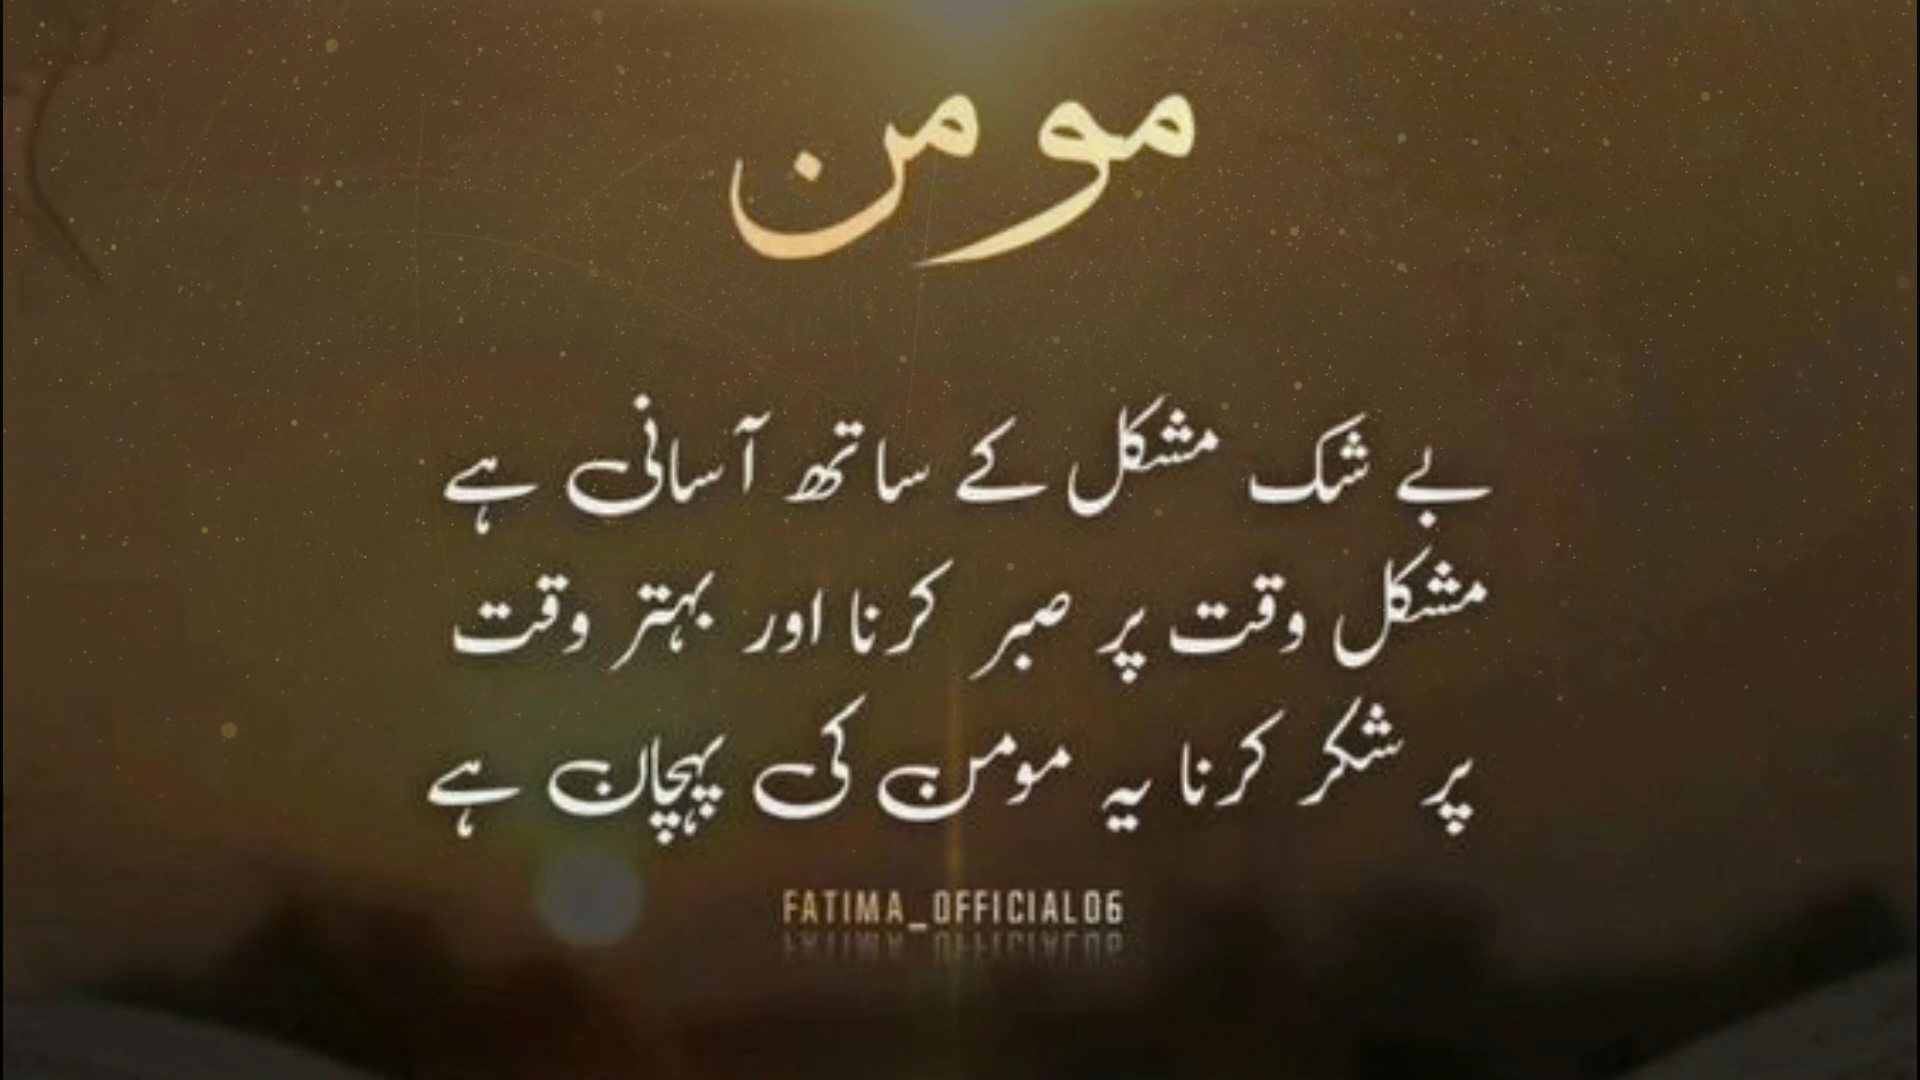 مومن
بے شک مشکل کے ساتھ آسانی ہے
مشکل وقت پر صبر کرنا اور بہتر وقت
پر شکر کرنا یہ مومن کی پہچان ہے
FATIMA_OFFICIAL06